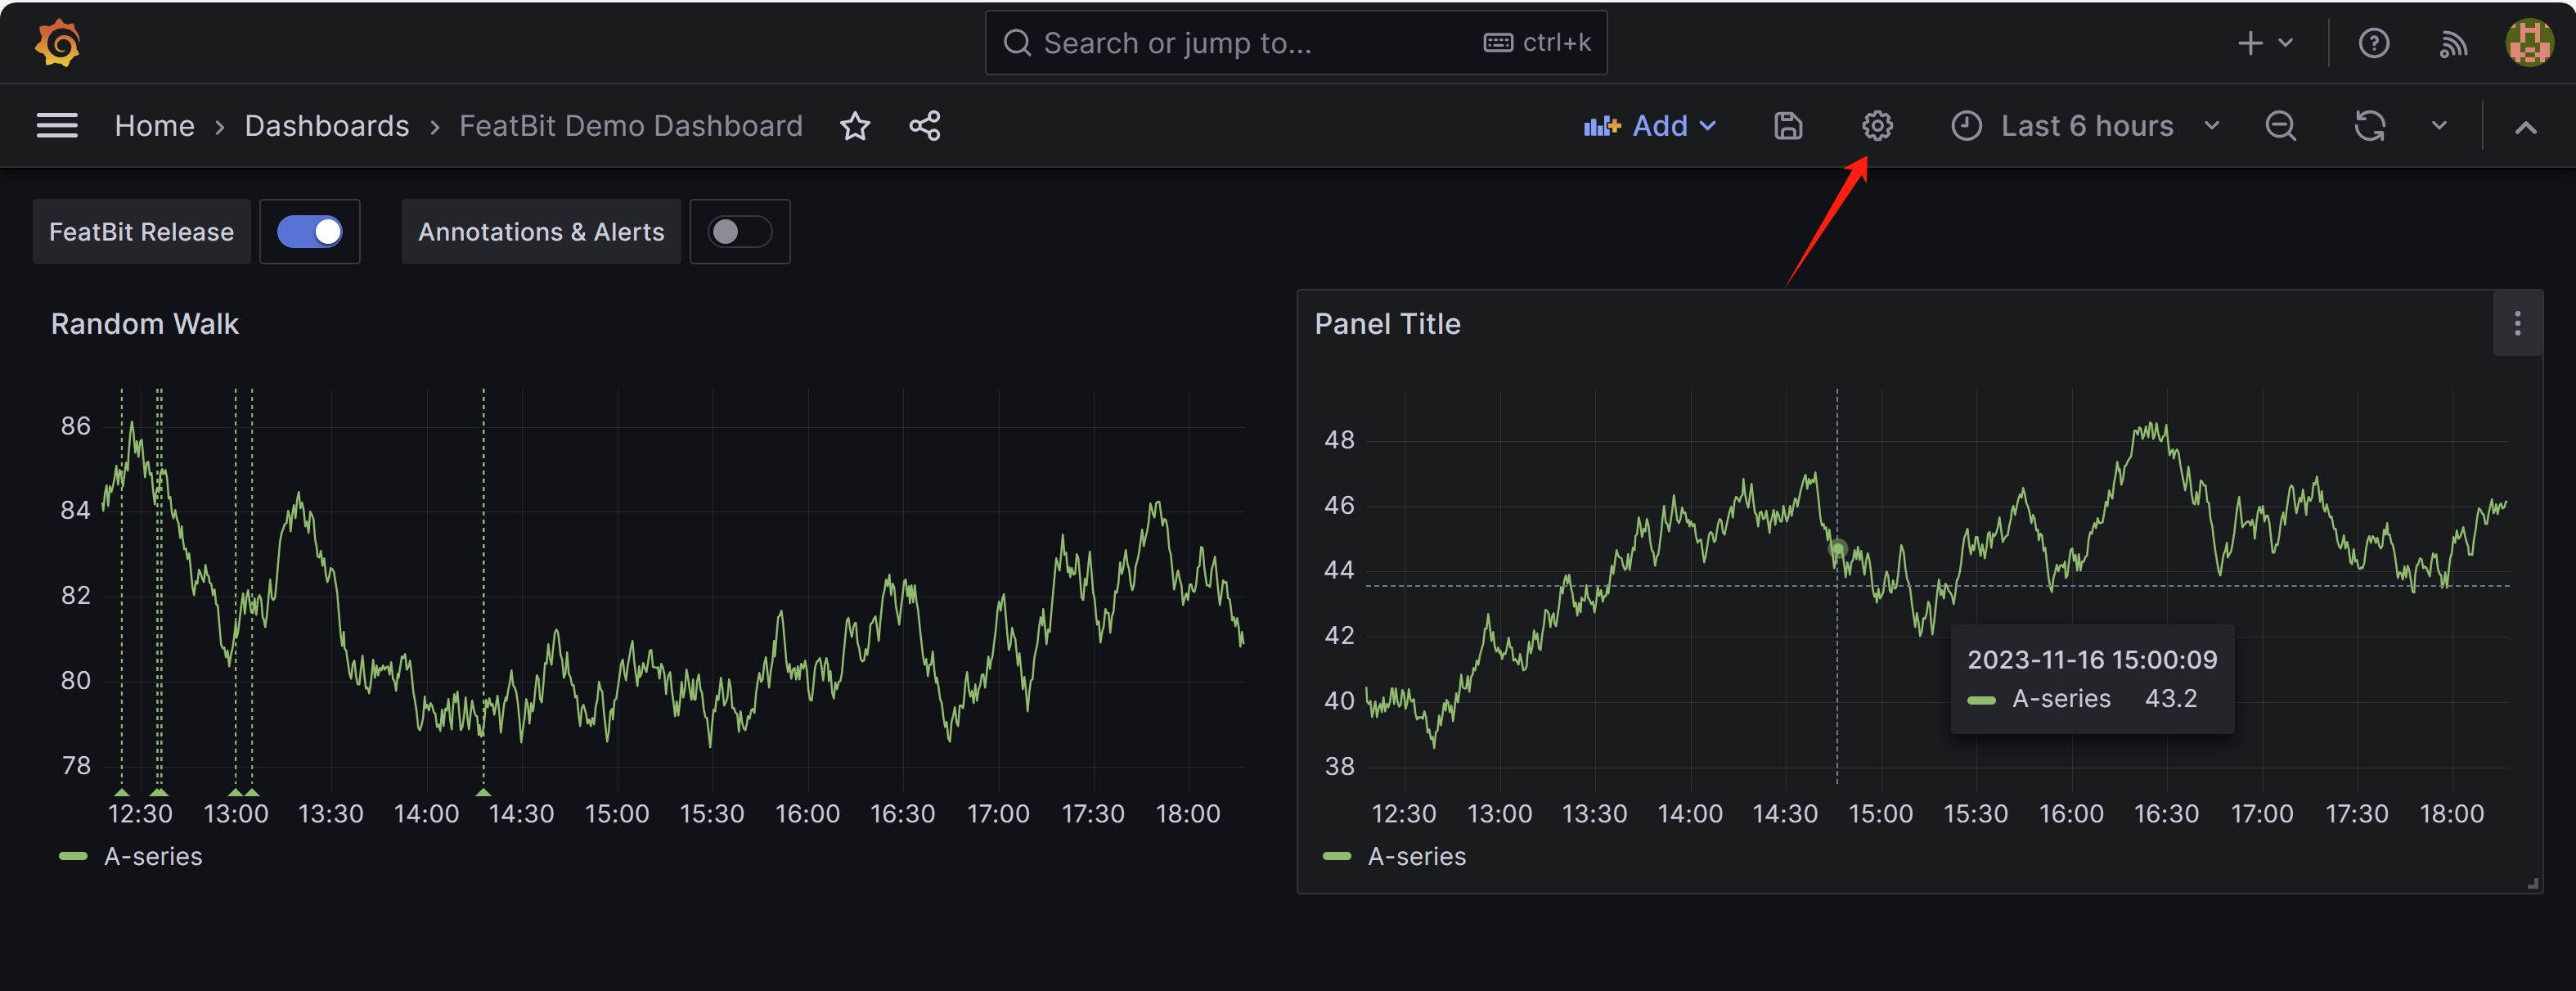 Search or jump to... ctrl+k
Home › Dashboards › FeatBit Demo Dashboard Add Last 6 hours
FeatBit Release Annotations & Alerts
Random Walk
86
84
82
80
78
12:30 13:00 13:30 14:00 14:30 15:00 15:30 16:00 16:30 17:00 17:30 18:00
A-series
Panel Title
48
46
44
42
40
38
2023-11-16 15:00:09
A-series 43.2
12:30 13:00 13:30 14:00 14:30 15:00 15:30 16:00 16:30 17:00 17:30 18:00
A-series